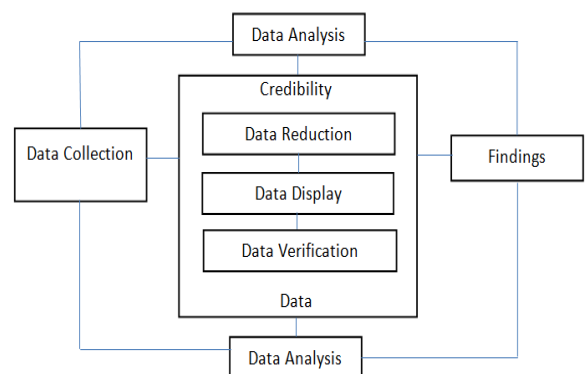 Data Analysis
Credibility
Data Reduction
Data Collection
Findings
Data Display
Data Verification
Data
Data Analysis